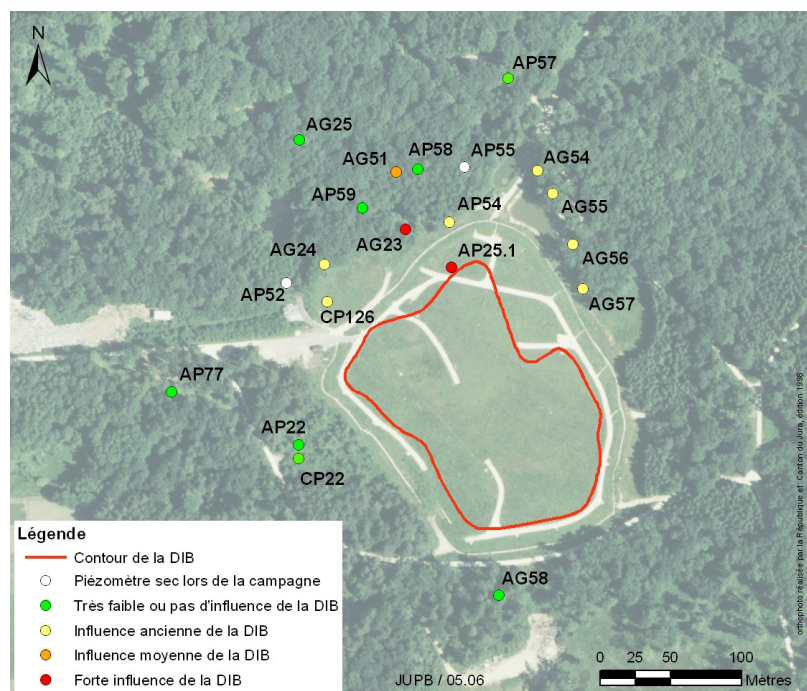 N
AP57
AG25
AG51
AP58
AP55
AG54
AP59
AP54
AG55
AG23
AG24
AP25.1
AG56
AP52
CP126
AG57
AP77
AP22
CP22
AG58
Légende
Contour de la DIB
Piézomètre sec lors de la campagne
Très faible ou pas d'influence de la DIB
Influence ancienne de la DIB
Influence moyenne de la DIB
Forte influence de la DIB
JUPB / 05.06
0 25 50 100
Mètres
orthophoto réalisée par la République et Canton du Jura, édition 1998